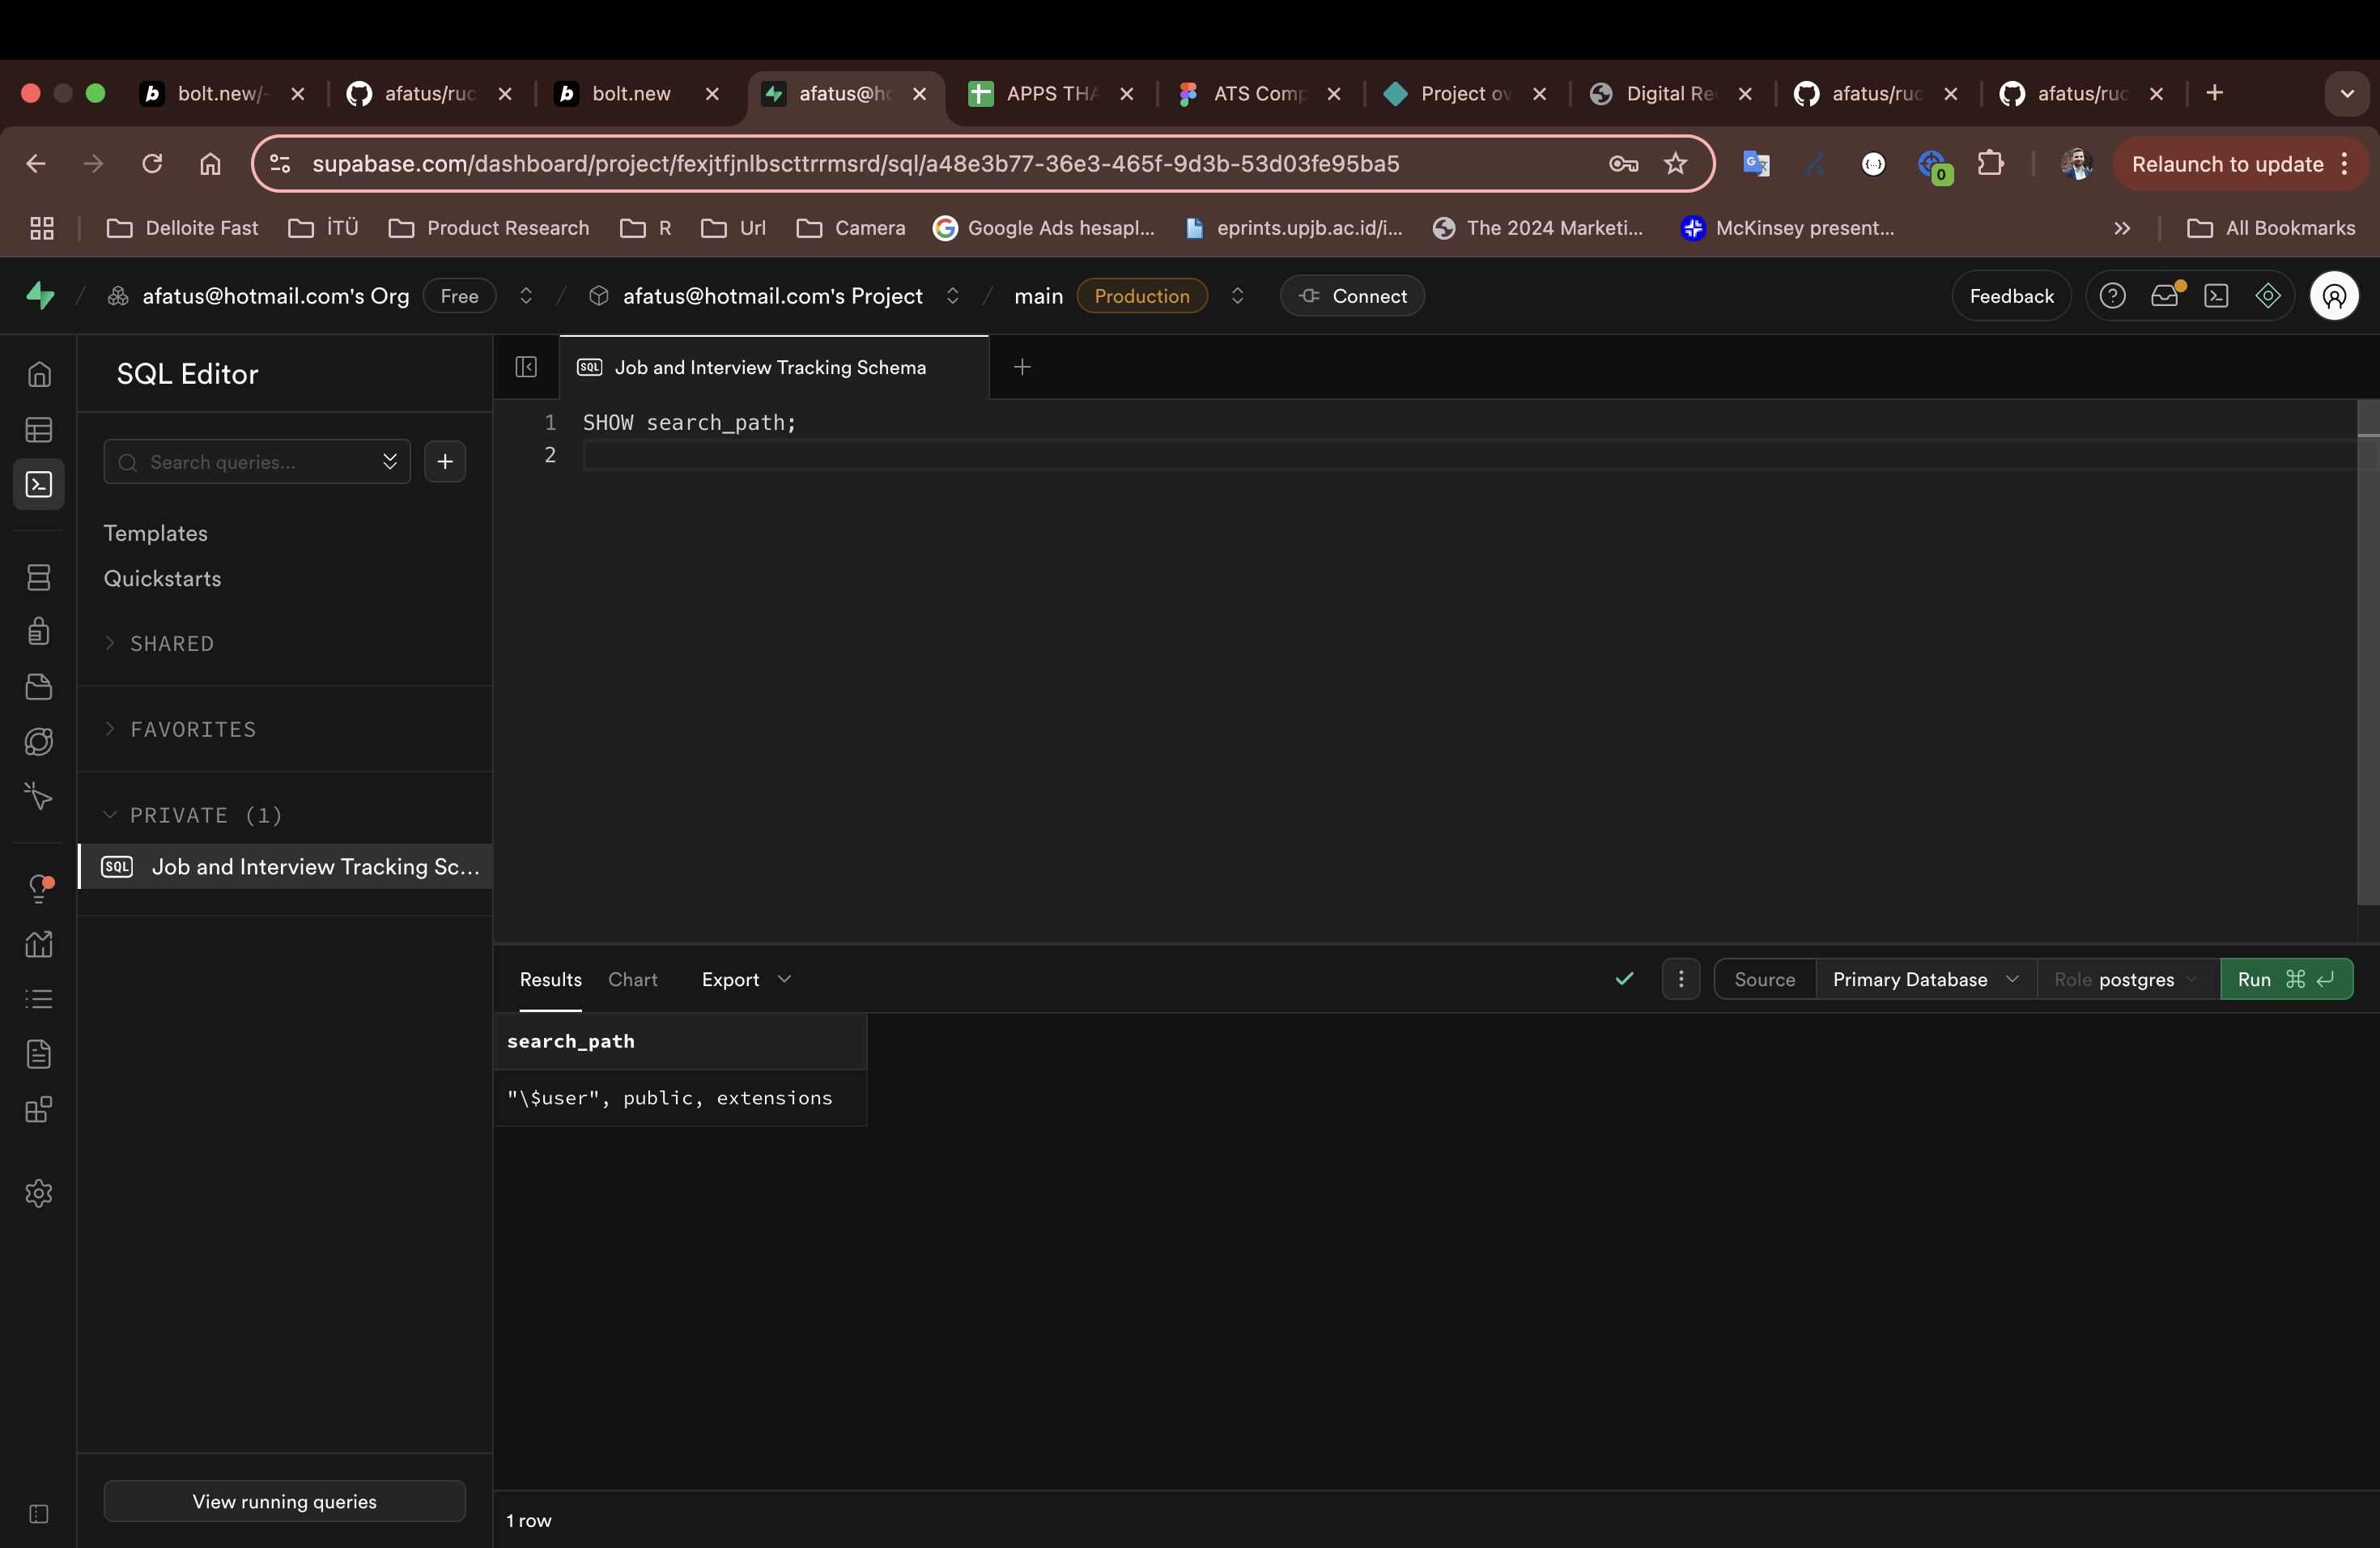 bolt.new/-
afatus/ruc
bolt.new
afatus@hc
APPS THA
ATS Comp
Project ov
Digital Re
afatus/ruc
afatus/ruc
supabase.com/dashboard/project/fexjtfjnlbscttrrmsrd/sql/a48e3b77-36e3-465f-9d3b-53d03fe95ba5
0
Relaunch to update
Delloite Fast
İTÜ
Product Research
R
Url
Camera
Google Ads hesapl...
eprints.upjb.ac.id/i...
The 2024 Marketi...
McKinsey present...
All Bookmarks
afatus@hotmail.com's Org
Free
afatus@hotmail.com's Project
main
Production
Connect
Feedback
SQL Editor
SQL Job and Interview Tracking Schema
Search queries...
1 SHOW search_path;
2
Templates
Quickstarts
SHARED
FAVORITES
PRIVATE (1)
SQL Job and Interview Tracking Sc...
Results
Chart
Export
Source
Primary Database
Role postgres
Run
search_path
"\$user", public, extensions
View running queries
1 row